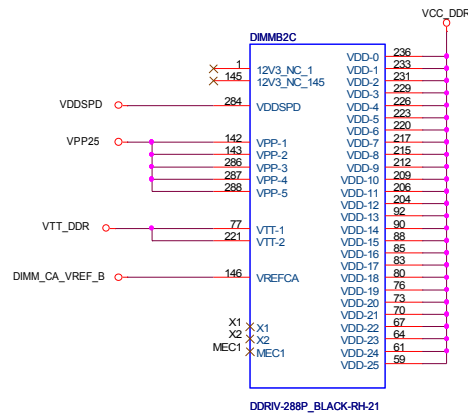 VCC_DDR
DIMMB2C
1 12V3_NC_1 VDD-0 236
145 12V3_NC_145 VDD-1 233
VDD-2 231
VDD-3 229
VDDSPD 284 VDDSPD VDD-4 226
VDD-5 223
VDD-6 220
VPP25 142 VPP-1 VDD-7 217
143 VPP-2 VDD-8 215
286 VPP-3 VDD-9 212
287 VPP-4 VDD-10 209
288 VPP-5 VDD-11 206
VDD-12 204
VDD-13 92
VTT_DDR 77 VTT-1 VDD-14 90
221 VTT-2 VDD-15 88
VDD-16 85
VDD-17 83
DIMM_CA_VREF_B 146 VREFCA VDD-18 80
VDD-19 76
VDD-20 73
VDD-21 70
X1 X1 VDD-22 67
X2 X2 VDD-23 64
MEC1 MEC1 VDD-24 61
VDD-25 59
DDRIV-288P_BLACK-RH-21